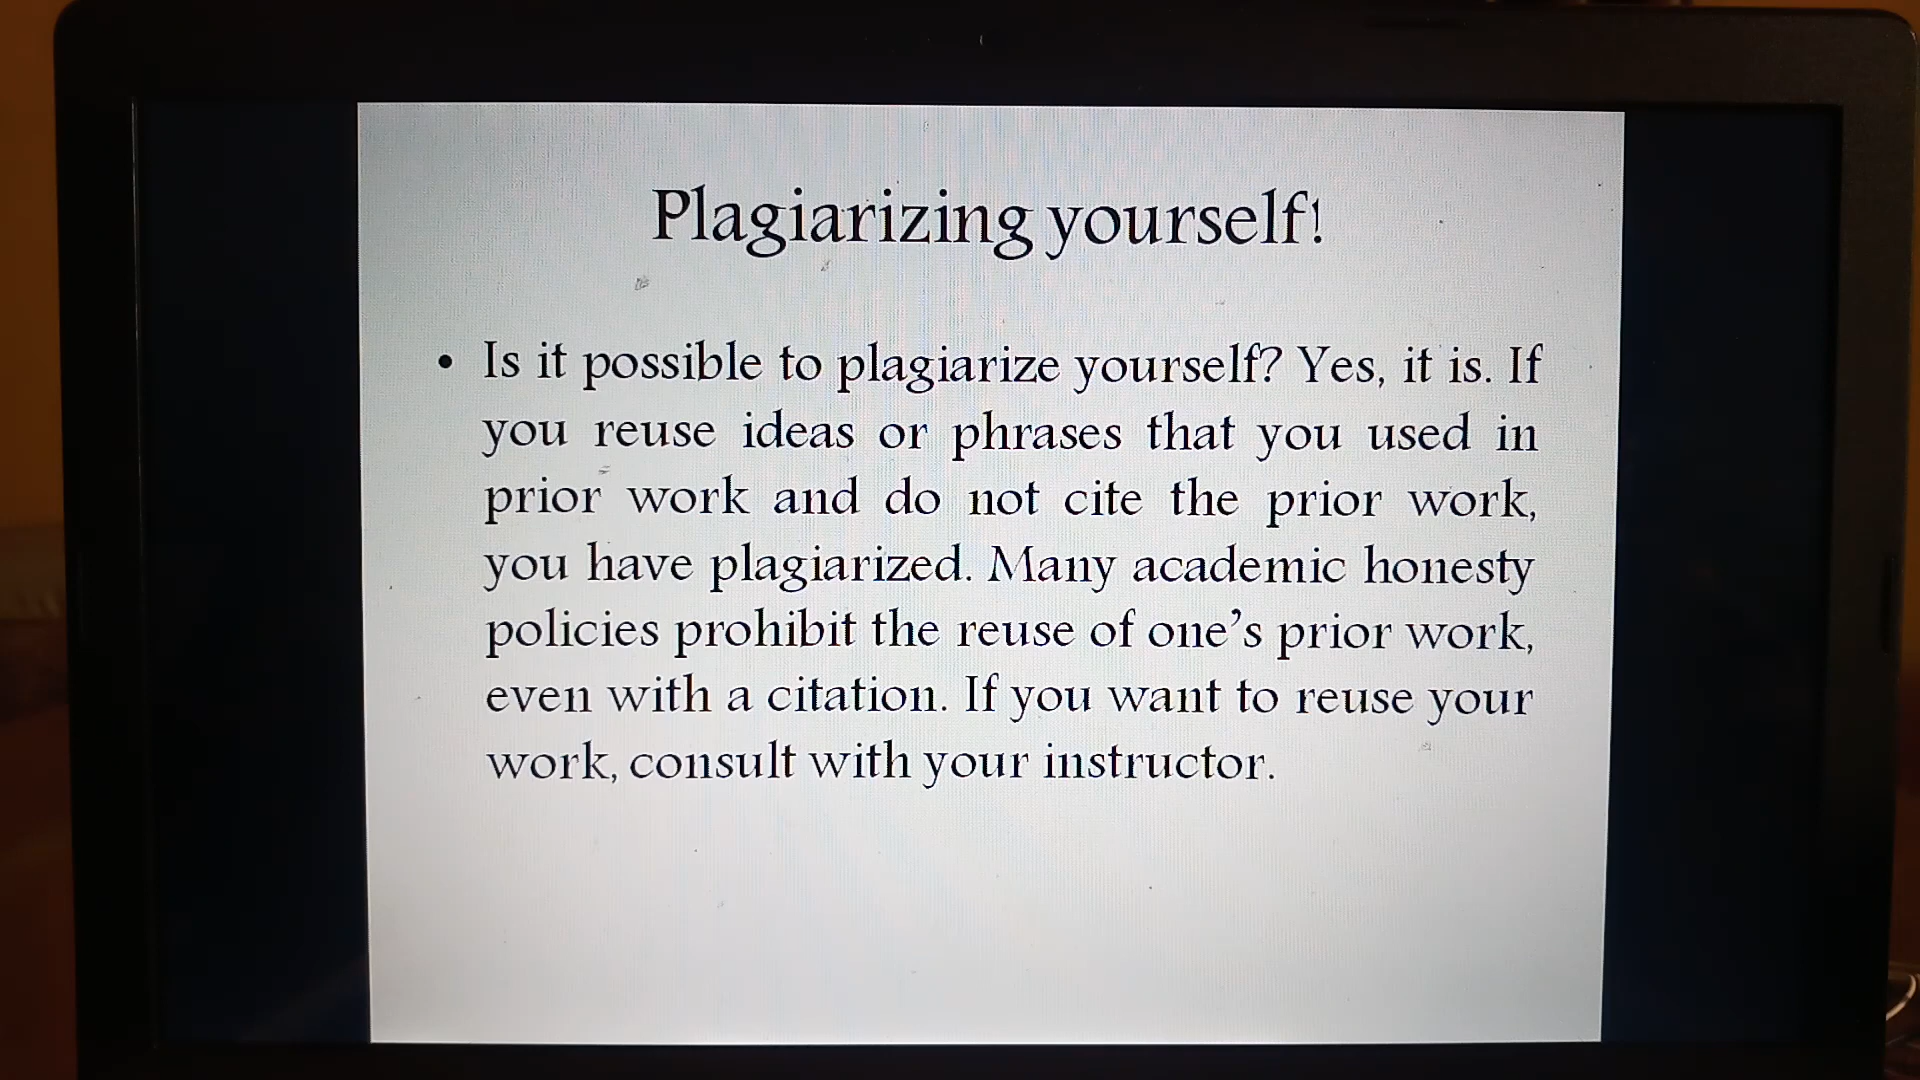 Plagiarizing yourself!
• Is it possible to plagiarize yourself? Yes, it is. If
you reuse ideas or phrases that you used in
prior work and do not cite the prior work,
you have plagiarized. Many academic honesty
policies prohibit the reuse of one’s prior work,
even with a citation. If you want to reuse your
work, consult with your instructor.